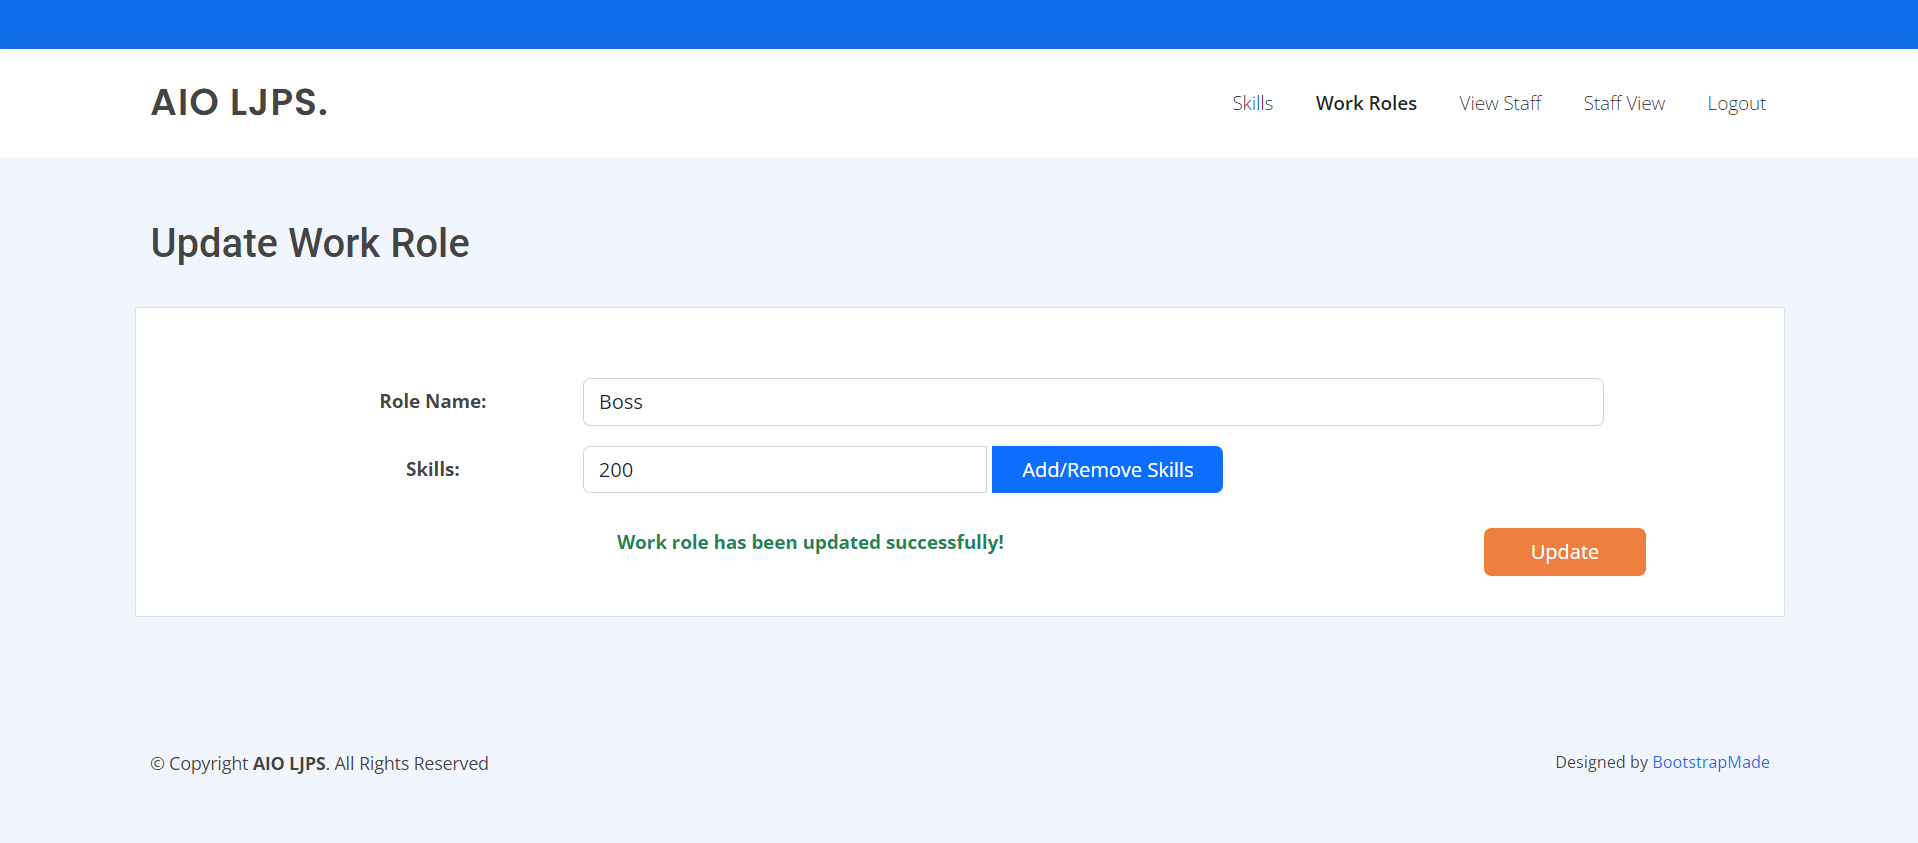 AIO LJPS.
Skills Work Roles View Staff Staff View Logout
Update Work Role
Role Name: Boss
Skills: 200 Add/Remove Skills
Work role has been updated successfully!
Update
© Copyright AIO LJPS. All Rights Reserved
Designed by BootstrapMade